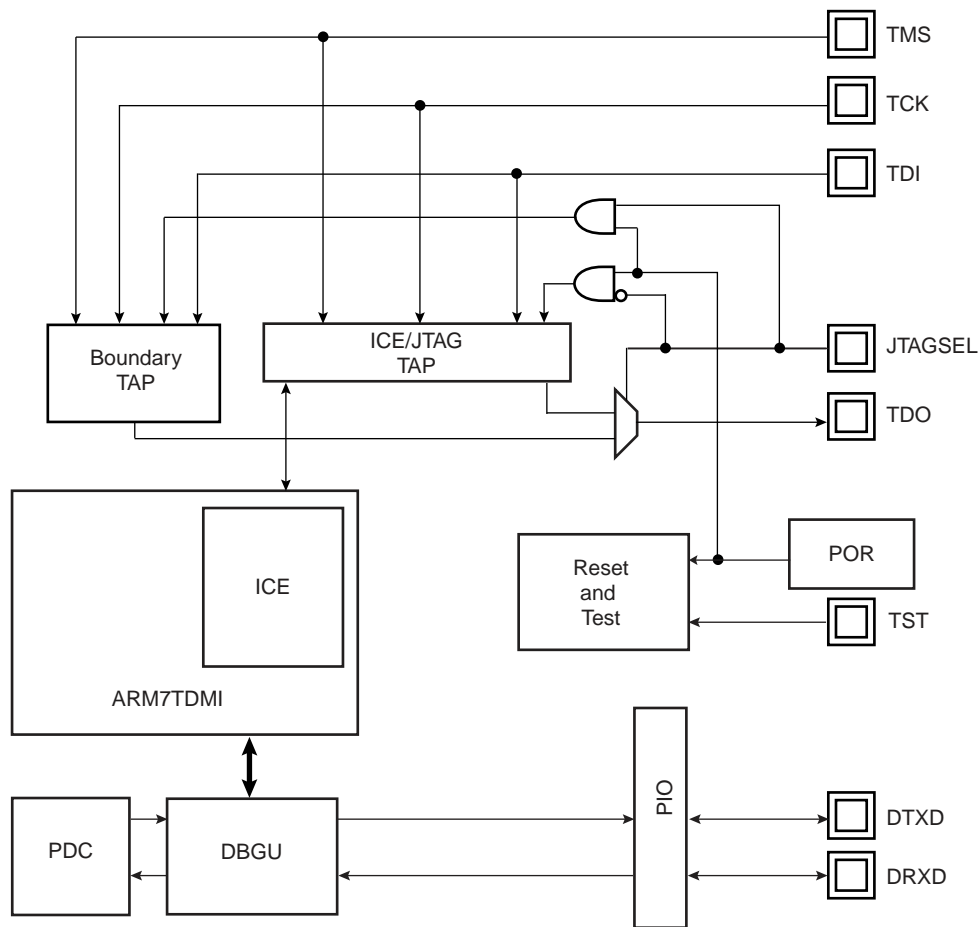 TMS
TCK
TDI
Boundary
TAP
ICE/JTAG
TAP
JTAGSEL
TDO
POR
Reset
and
Test
ICE
TST
ARM7TDMI
PIO
PDC
DBGU
DTXD
DRXD